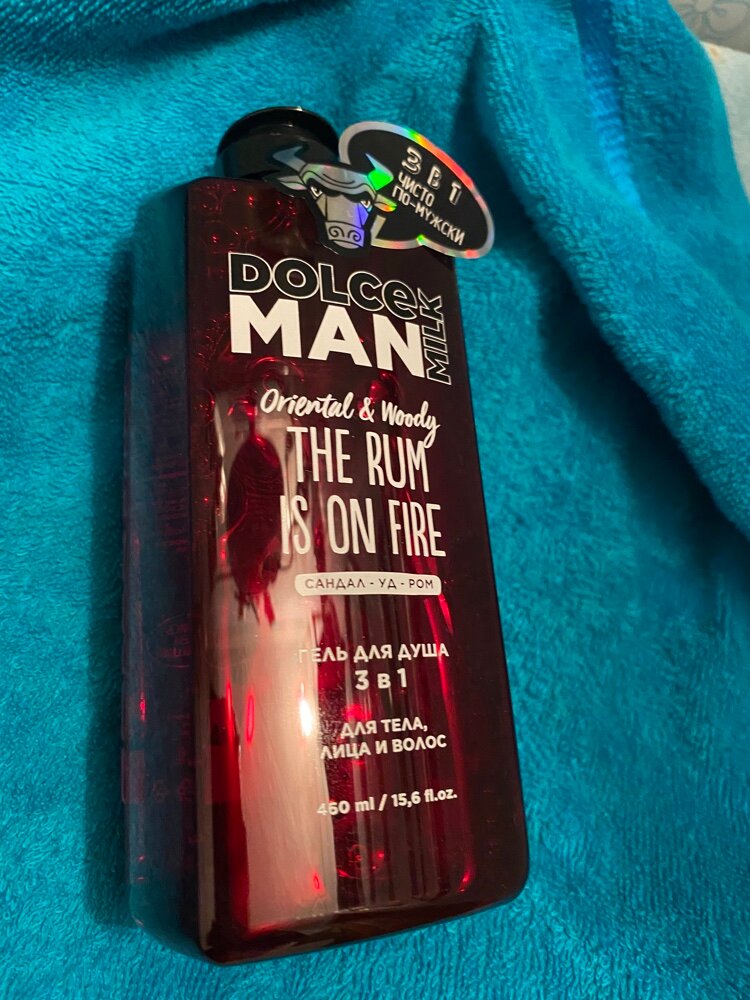 3 В 1
ЧИСТО
ПО-МУЖСКИ
DOLCE
MAN
MILK
Oriental & Woody
THE RUM
IS ON FIRE
САНДАЛ - УД - РОМ
ГЕЛЬ ДЛЯ ДУША
3 в 1
ДЛЯ ТЕЛА,
ЛИЦА И ВОЛОС
460 ml / 15,6 fl.oz.